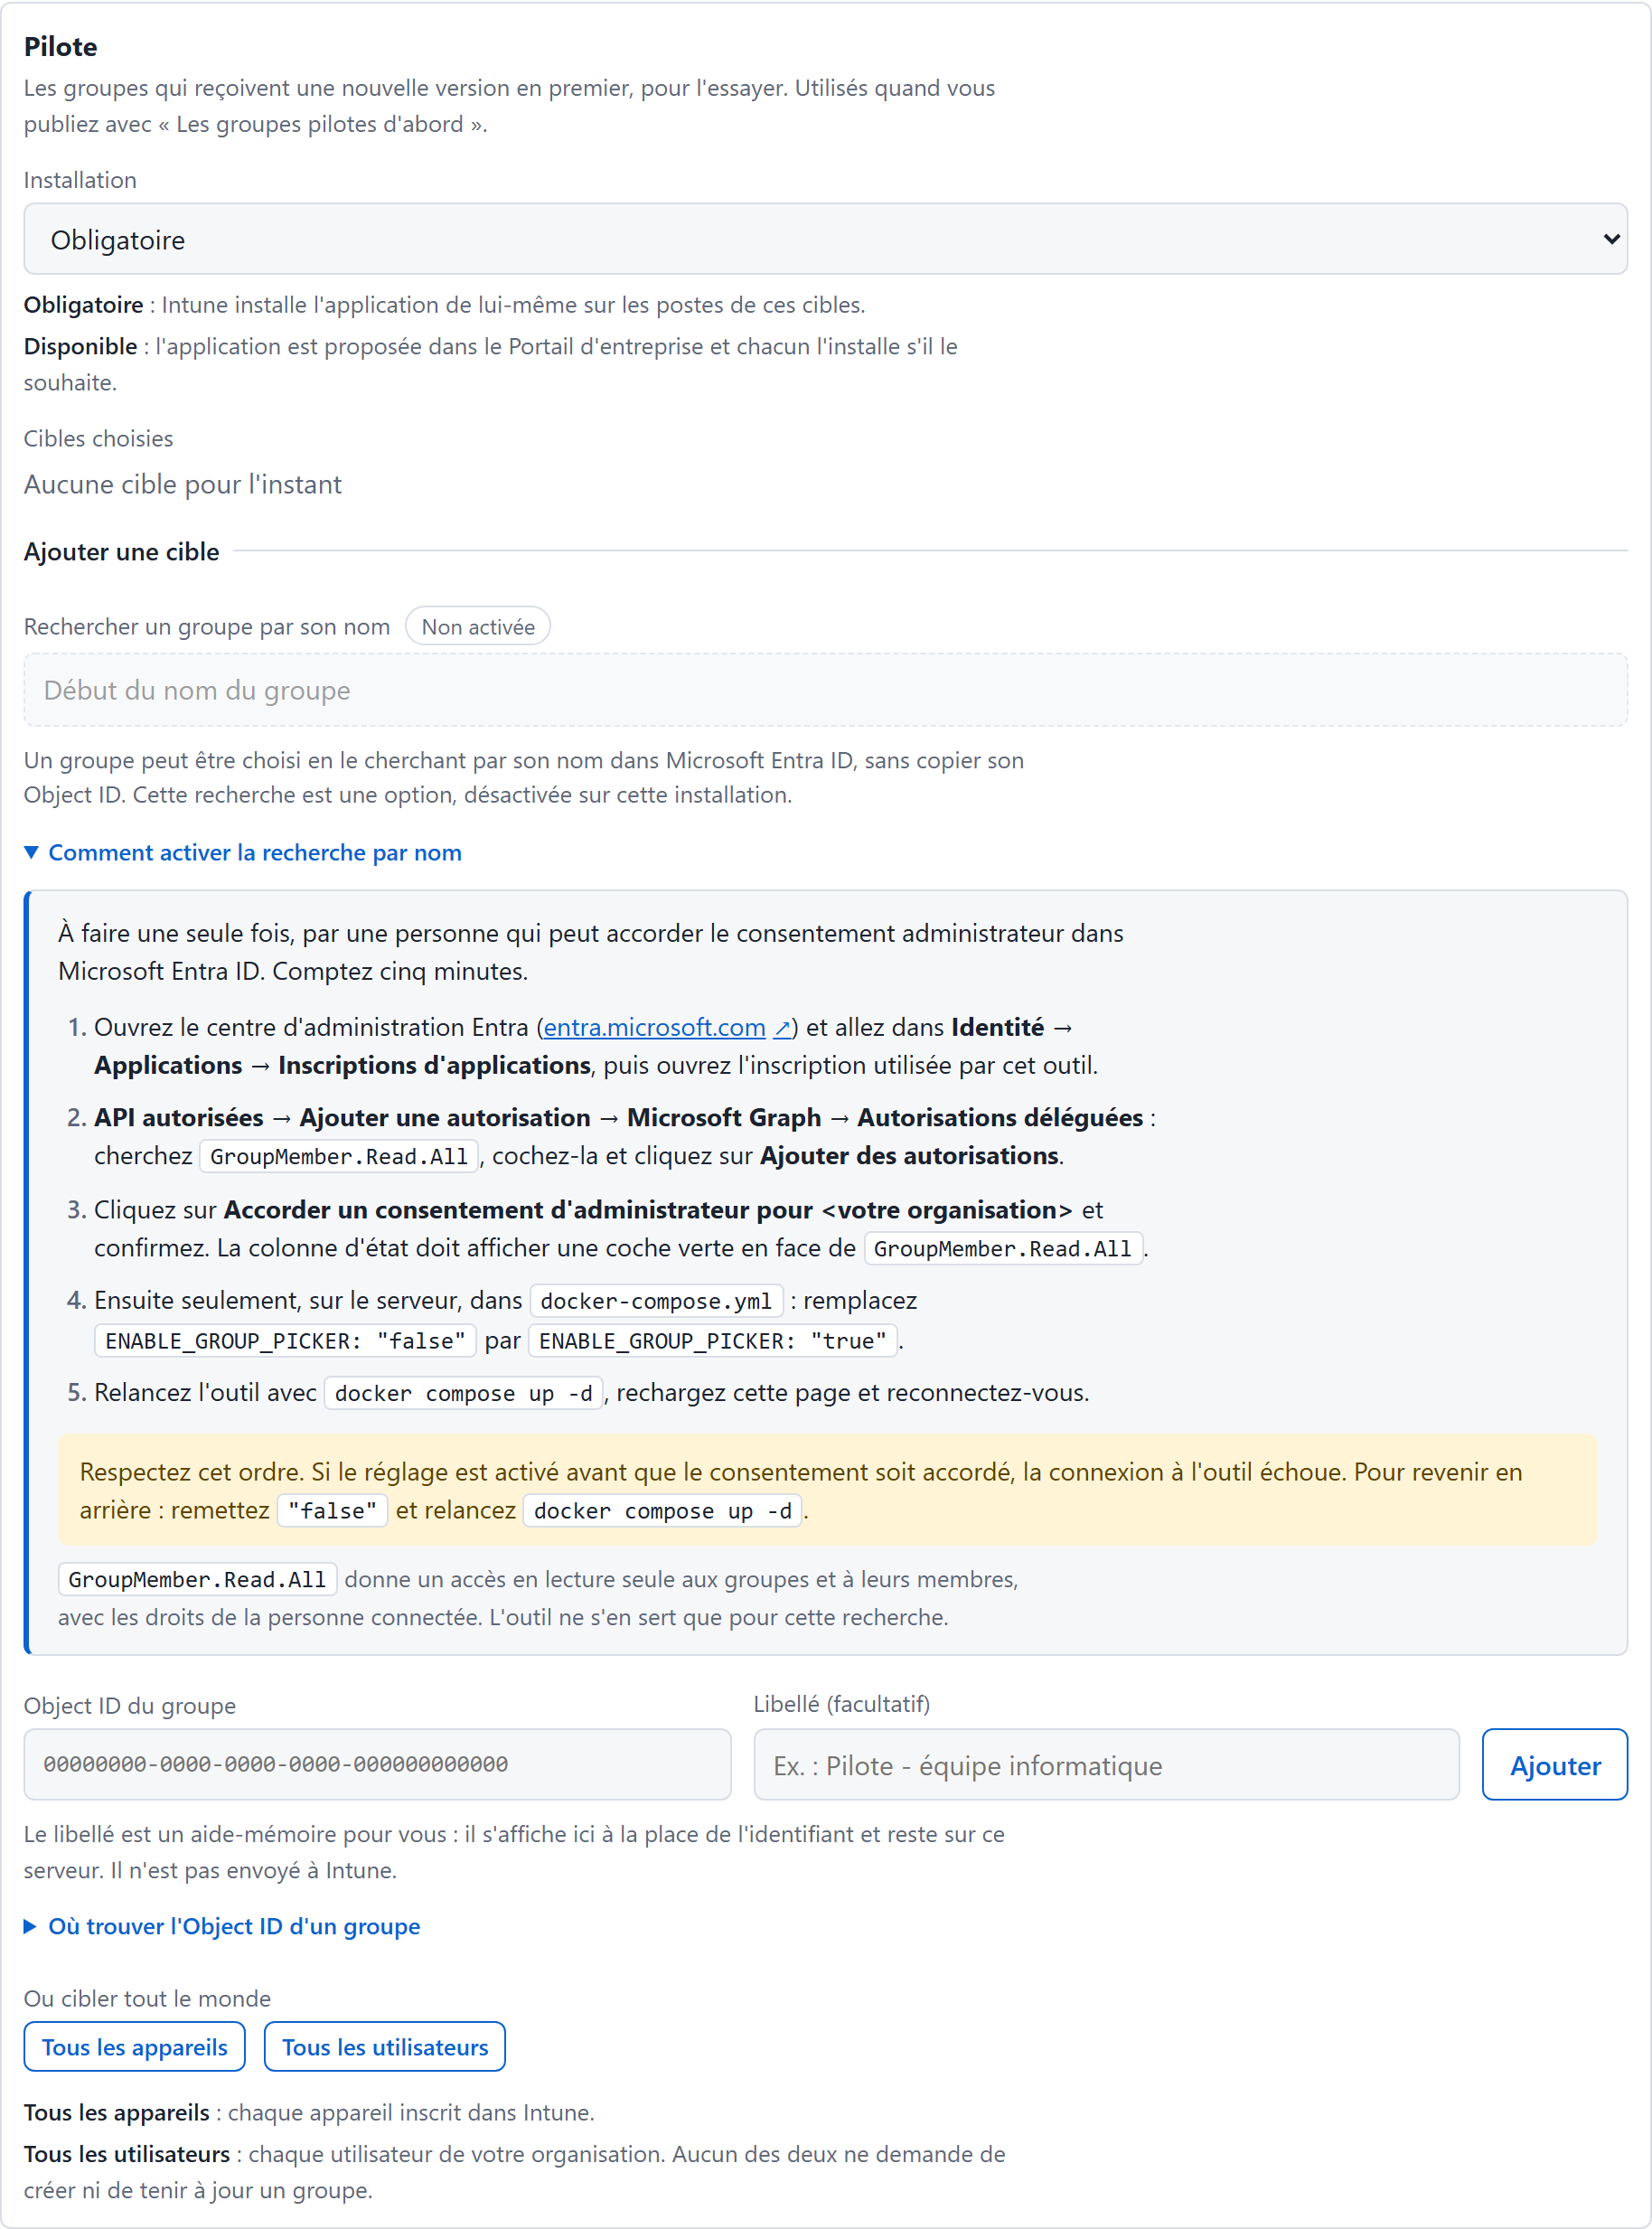 Pilote
Les groupes qui reçoivent une nouvelle version en premier, pour l'essayer. Utilisés quand vous
publiez avec « Les groupes pilotes d'abord ».
Installation
Obligatoire
Obligatoire : Intune installe l'application de lui-même sur les postes de ces cibles.
Disponible : l'application est proposée dans le Portail d'entreprise et chacun l'installe s'il le
souhaite.
Cibles choisies
Aucune cible pour l'instant
Ajouter une cible
Rechercher un groupe par son nom Non activée
Début du nom du groupe
Un groupe peut être choisi en le cherchant par son nom dans Microsoft Entra ID, sans copier son
Object ID. Cette recherche est une option, désactivée sur cette installation.
▼ Comment activer la recherche par nom
À faire une seule fois, par une personne qui peut accorder le consentement administrateur dans
Microsoft Entra ID. Comptez cinq minutes.
1. Ouvrez le centre d'administration Entra (entra.microsoft.com ↗) et allez dans Identité →
Applications → Inscriptions d'applications, puis ouvrez l'inscription utilisée par cet outil.
2. API autorisées → Ajouter une autorisation → Microsoft Graph → Autorisations déléguées :
cherchez GroupMember.Read.All, cochez-la et cliquez sur Ajouter des autorisations.
3. Cliquez sur Accorder un consentement d'administrateur pour <votre organisation> et
confirmez. La colonne d'état doit afficher une coche verte en face de GroupMember.Read.All.
4. Ensuite seulement, sur le serveur, dans docker-compose.yml : remplacez
ENABLE_GROUP_PICKER: "false" par ENABLE_GROUP_PICKER: "true".
5. Relancez l'outil avec docker compose up -d, rechargez cette page et reconnectez-vous.
Respectez cet ordre. Si le réglage est activé avant que le consentement soit accordé, la connexion à l'outil échoue. Pour revenir en
arrière : remettez "false" et relancez docker compose up -d.
GroupMember.Read.All donne un accès en lecture seule aux groupes et à leurs membres,
avec les droits de la personne connectée. L'outil ne s'en sert que pour cette recherche.
Object ID du groupe
Libellé (facultatif)
00000000-0000-0000-0000-000000000000
Ex. : Pilote - équipe informatique
Ajouter
Le libellé est un aide-mémoire pour vous : il s'affiche ici à la place de l'identifiant et reste sur ce
serveur. Il n'est pas envoyé à Intune.
▶ Où trouver l'Object ID d'un groupe
Ou cibler tout le monde
Tous les appareils
Tous les utilisateurs
Tous les appareils : chaque appareil inscrit dans Intune.
Tous les utilisateurs : chaque utilisateur de votre organisation. Aucun des deux ne demande de
créer ni de tenir à jour un groupe.